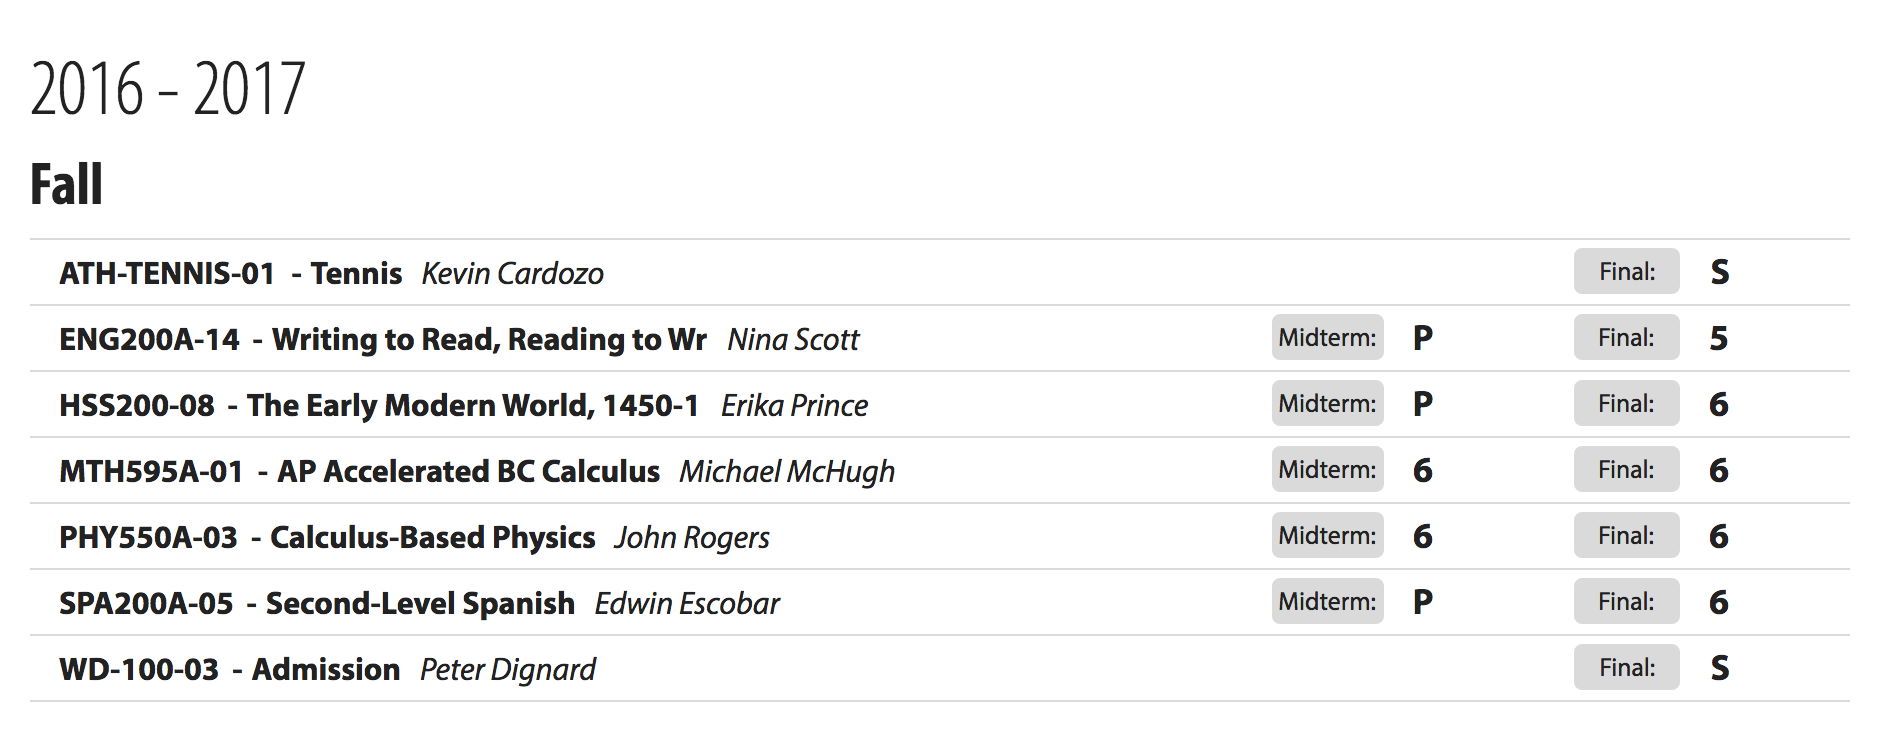 2016 - 2017
Fall
ATH-TENNIS-01 - Tennis Kevin Cardozo Final: S
ENG200A-14 - Writing to Read, Reading to Wr Nina Scott Midterm: P Final: 5
HSS200-08 - The Early Modern World, 1450-1 Erika Prince Midterm: P Final: 6
MTH595A-01 - AP Accelerated BC Calculus Michael McHugh Midterm: 6 Final: 6
PHY550A-03 - Calculus-Based Physics John Rogers Midterm: 6 Final: 6
SPA200A-05 - Second-Level Spanish Edwin Escobar Midterm: P Final: 6
WD-100-03 - Admission Peter Dignard Final: S